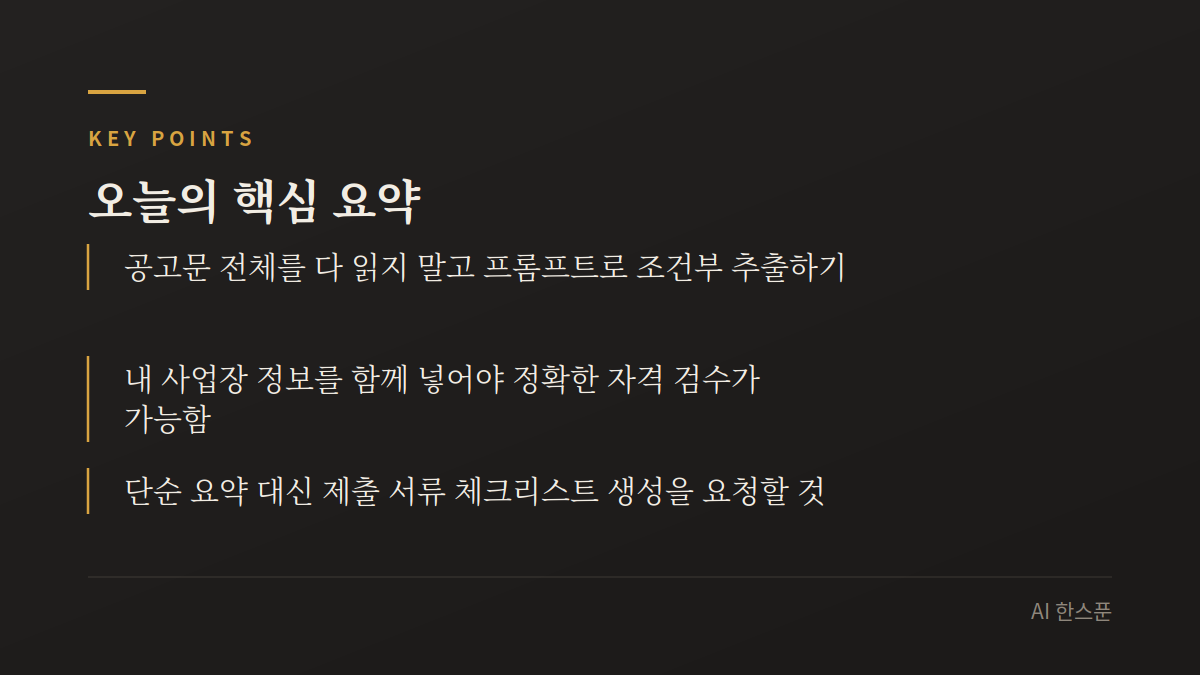 KEY POINTS
오늘의 핵심 요약
공고문 전체를 다 읽지 말고 프롬프트로 조건부 추출하기
내 사업장 정보를 함께 넣어야 정확한 자격 검수가
가능함
단순 요약 대신 제출 서류 체크리스트 생성을 요청할 것
AI 한스푼